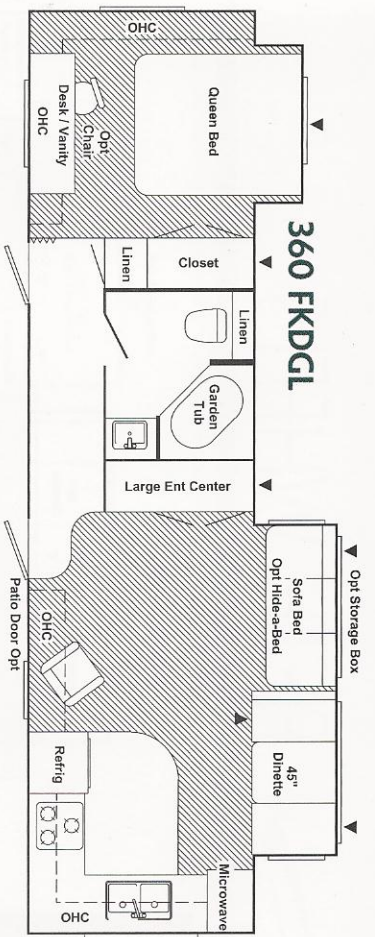 360 FKDGL
OHC
Queen Bed
Opt
Chair
Desk / Vanity
OHC
Linen
Closet
Linen
Garden
Tub
Large Ent Center
Opt Storage Box
Sofa Bed
Opt Hide-a-Bed
OHC
Patio Door Opt
45"
Dinette
Refrig
Microwave
OHC